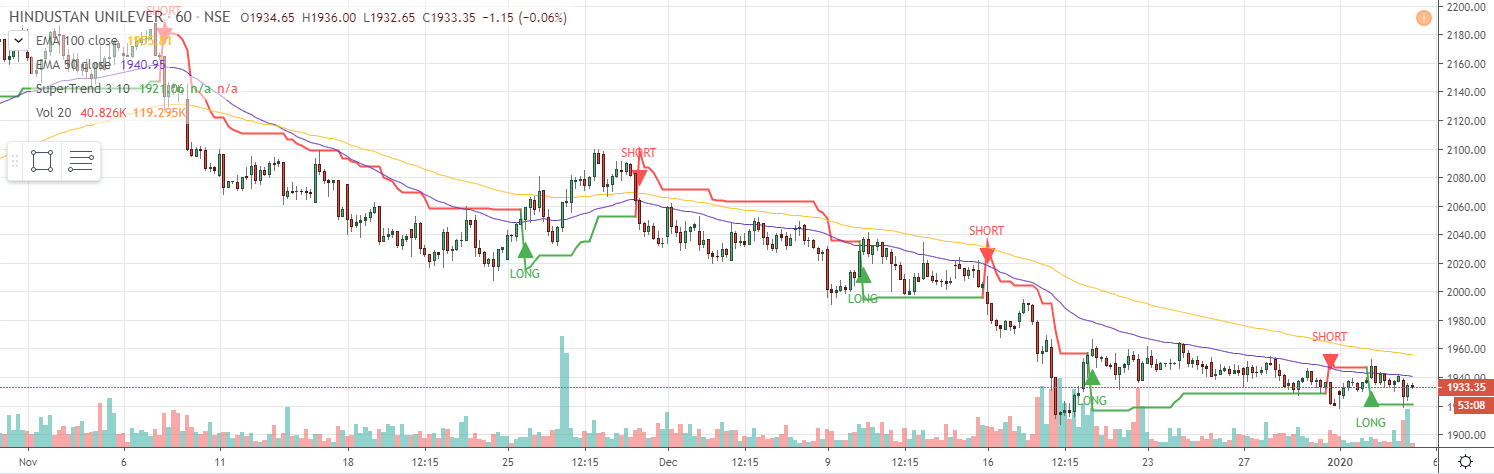 HINDUSTAN UNILEVER · 60 · NSE O1934.65 H1936.00 L1932.65 C1933.35 −1.15 (−0.06%)
SHORT
EMA 100 close 1955.81
EMA 50 close 1940.95
SuperTrend 3 10 1921.06 n/a n/a
Vol 20 40.826K 119.295K
SHORT
LONG
SHORT
LONG
SHORT
LONG
LONG
2200.00
2180.00
2160.00
2140.00
2120.00
2100.00
2080.00
2060.00
2040.00
2020.00
2000.00
1980.00
1960.00
1940.00
1933.35
53:08
1900.00
Nov 6 11 18 12:15 25 12:15 Dec 12:15 9 12:15 16 12:15 23 27 2020 6